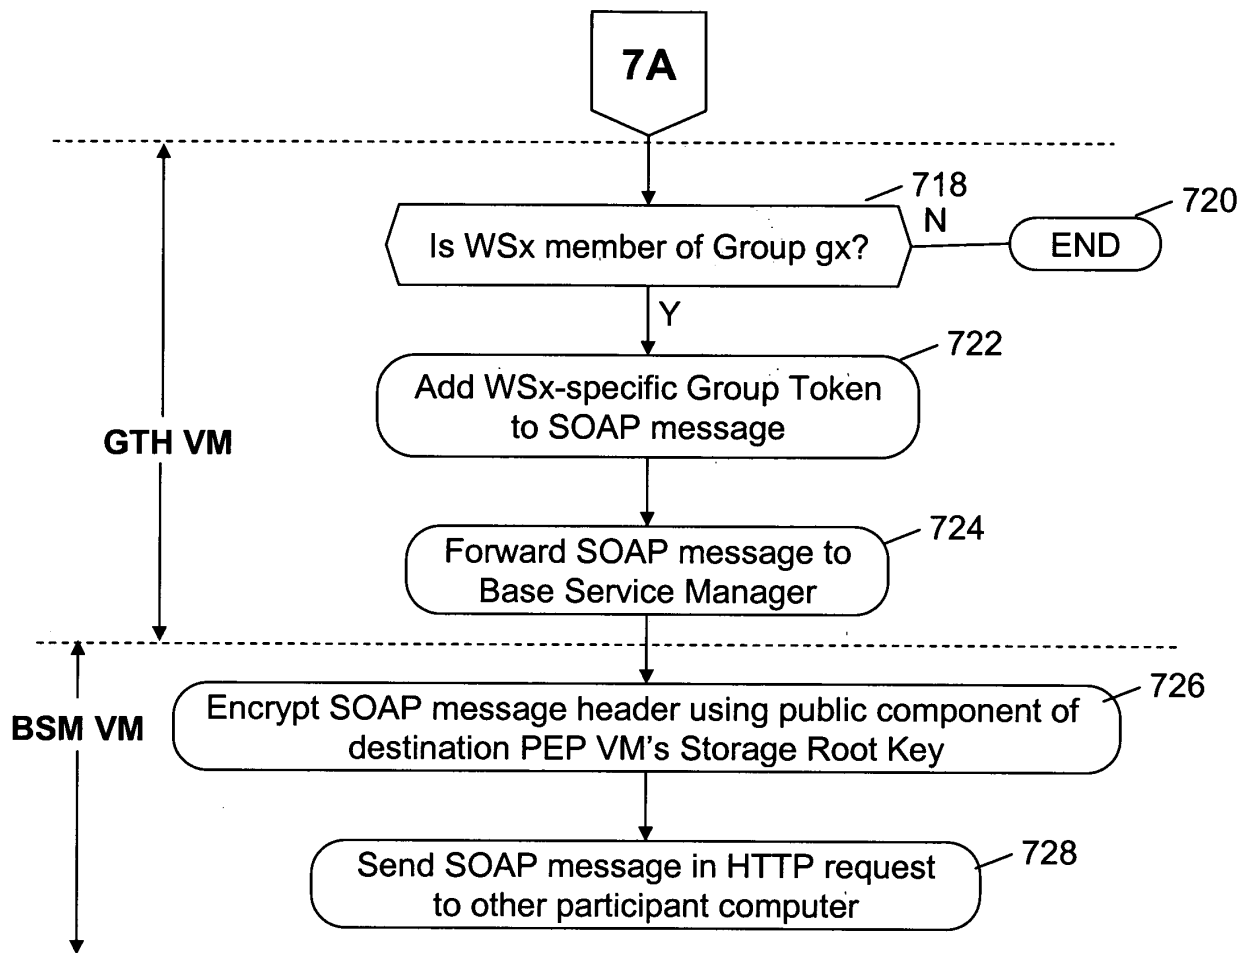 7A
718
Is WSx member of Group gx?
N
720
END
Y
722
Add WSx-specific Group Token
to SOAP message
GTH VM
724
Forward SOAP message to
Base Service Manager
726
Encrypt SOAP message header using public component of
destination PEP VM's Storage Root Key
BSM VM
728
Send SOAP message in HTTP request
to other participant computer